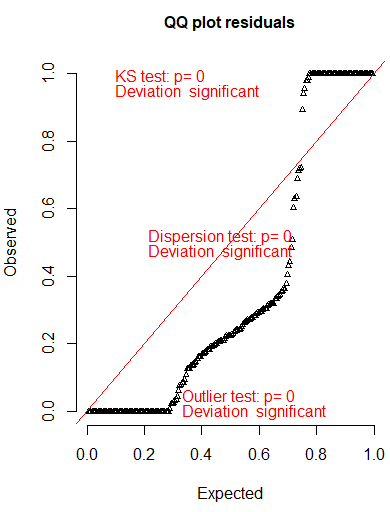 QQ plot residuals
KS test: p= 0
Deviation significant
Dispersion test: p= 0
Deviation significant
Outlier test: p= 0
Deviation significant
Observed
0.0 0.2 0.4 0.6 0.8 1.0
0.0 0.2 0.4 0.6 0.8 1.0
Expected